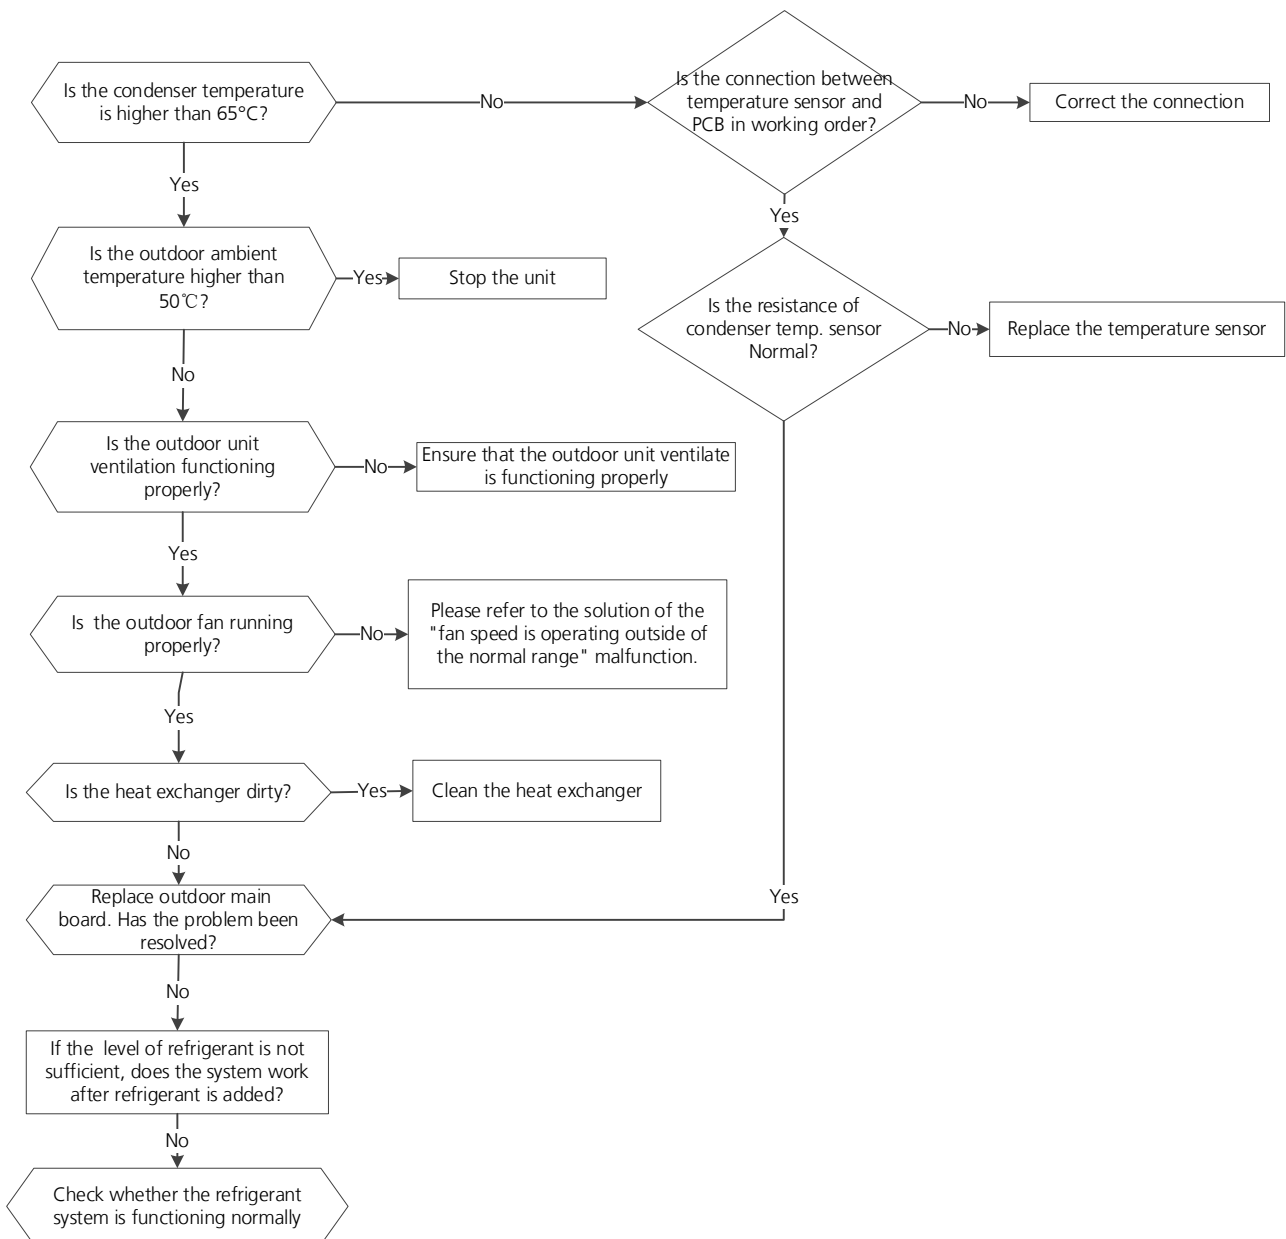 Is the condenser temperature
is higher than 65°C?
No
Is the connection between
temperature sensor and
PCB in working order?
No
Correct the connection
Yes
Yes
Is the outdoor ambient
temperature higher than
50℃?
Yes
Stop the unit
Is the resistance of
condenser temp. sensor
Normal?
No
Replace the temperature sensor
No
Is the outdoor unit
ventilation functioning
properly?
No
Ensure that the outdoor unit ventilate
is functioning properly
Yes
Is the outdoor fan running
properly?
No
Please refer to the solution of the
"fan speed is operating outside of
the normal range" malfunction.
Yes
Is the heat exchanger dirty?
Yes
Clean the heat exchanger
No
Yes
Replace outdoor main
board. Has the problem been
resolved?
No
If the level of refrigerant is not
sufficient, does the system work
after refrigerant is added?
No
Check whether the refrigerant
system is functioning normally